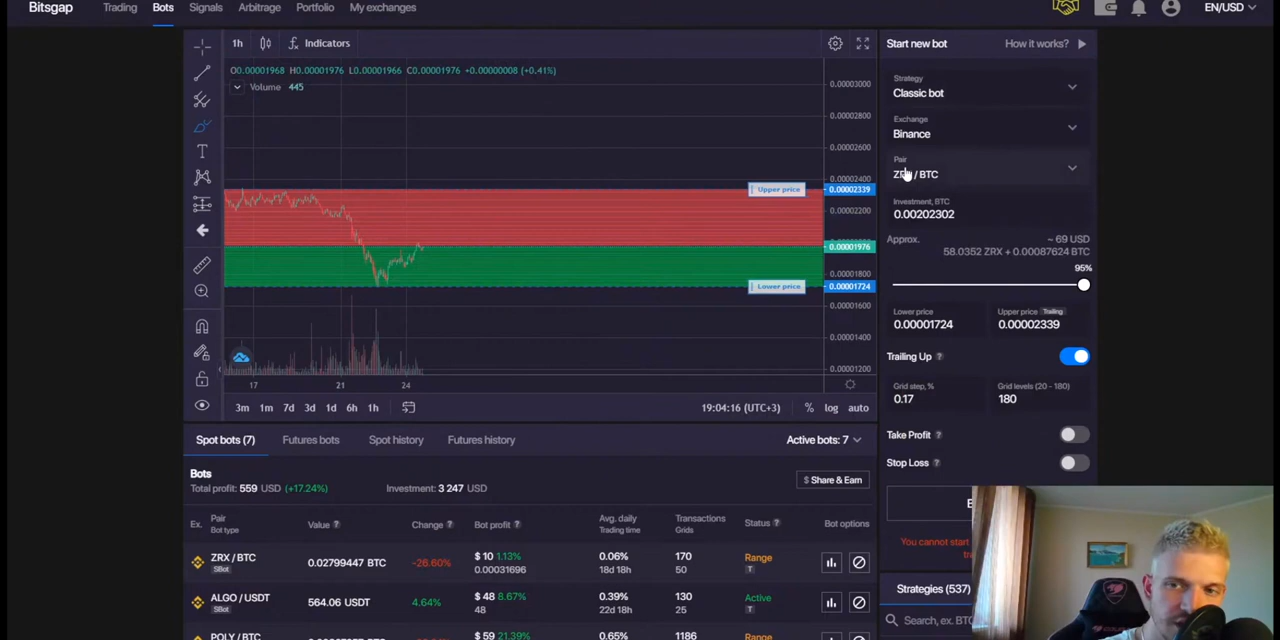 Bitsgap
Trading Bots Signals Arbitrage Portfolio My exchanges
EN/USD
1h Indicators
O0.00001968 H0.00001976 L0.00001966 C0.00001976 +0.00000008 (+0.41%)
Volume 445
0.00003000
0.00002800
0.00002600
0.00002400
Upper price 0.00002339
0.00002200
0.00001976
0.00001800
Lower price 0.00001724
0.00001600
0.00001400
0.00001200
17 21 24
3m 1m 7d 3d 1d 6h 1h
19:04:16 (UTC+3) % log auto
Start new bot How it works?
Strategy
Classic bot
Exchange
Binance
Pair
/ BTC
Investment, BTC
0.00202302
Approx. ~ 69 USD
58.0352 ZRX + 0.00087624 BTC
95%
Lower price
0.00001724
Upper price Trailing
0.00002339
Trailing Up ?
Grid step, %
0.17
Grid levels (20 - 180)
180
Take Profit ?
Stop Loss ?
You cannot start
Strategies (537)
Search, ex. BTC
Spot bots (7) Futures bots Spot history Futures history Active bots: 7
Bots
Total profit: 559 USD (+17.24%) Investment: 3 247 USD
$ Share & Earn
Ex. Pair Value ? Change ? Bot profit ? Avg. daily Transactions Status ? Bot options
Bot type Trading time Grids
ZRX / BTC 0.02799447 BTC -26.60% $ 10 1.13% 0.06% 170 Range
SBot 0.00031696 18d 18h 50 T
ALGO / USDT 564.06 USDT 4.64% $ 48 8.67% 0.39% 130 Active
SBot 48 22d 18h 25 T
POLY / BTC $ 59 21.39% 0.65% 1186 Range